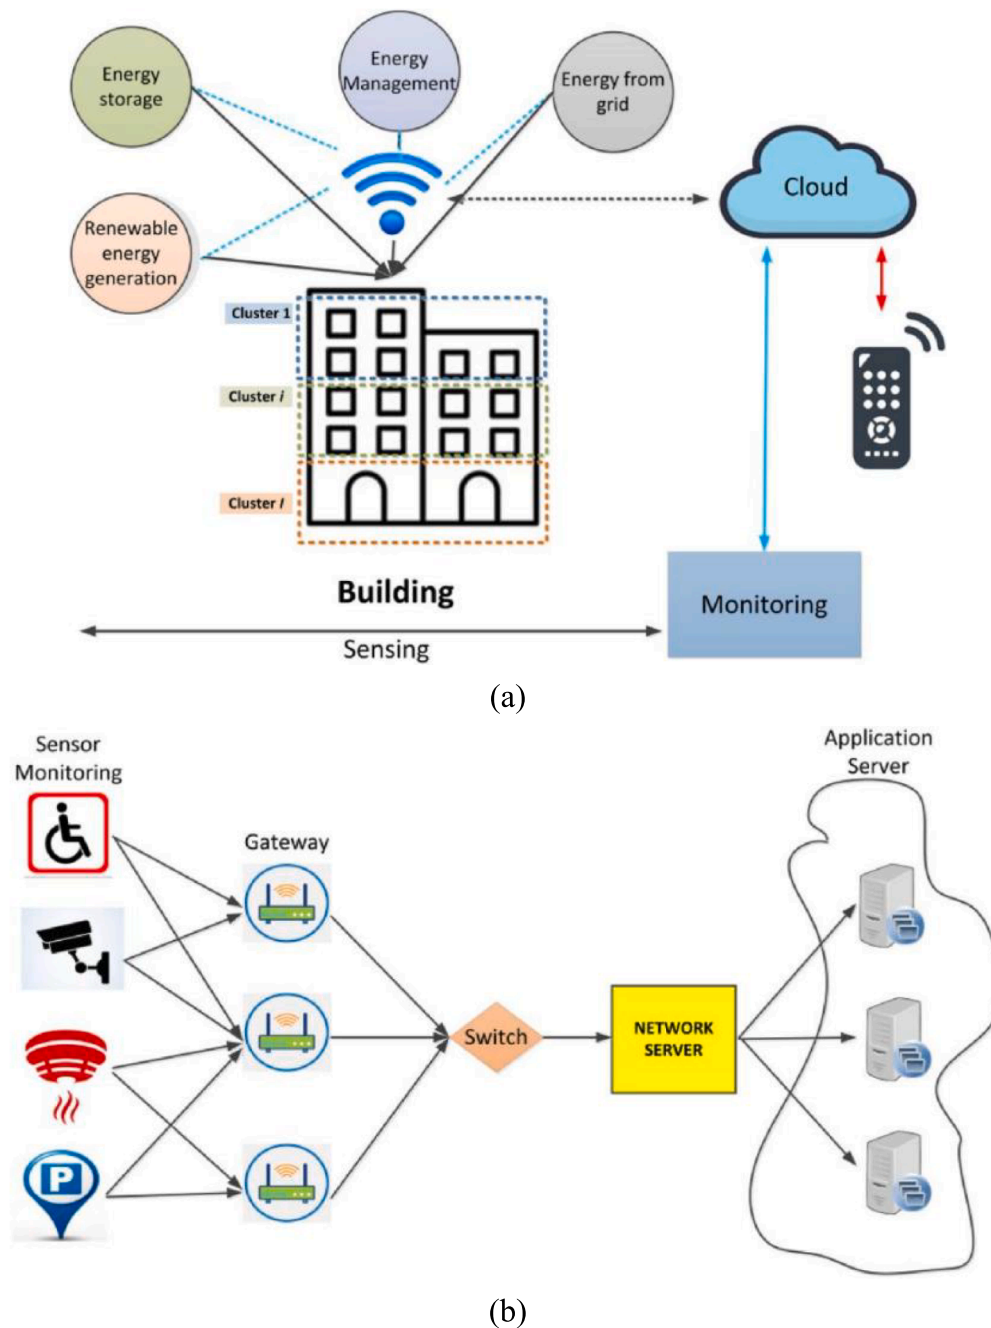 Energy
storage
Energy
Management
Energy from
grid
Renewable
energy
generation
Cloud
Cluster 1
Cluster i
Cluster I
Building
Sensing
Monitoring
(a)
Sensor
Monitoring
Gateway
Switch
NETWORK
SERVER
Application
Server
P
(b)